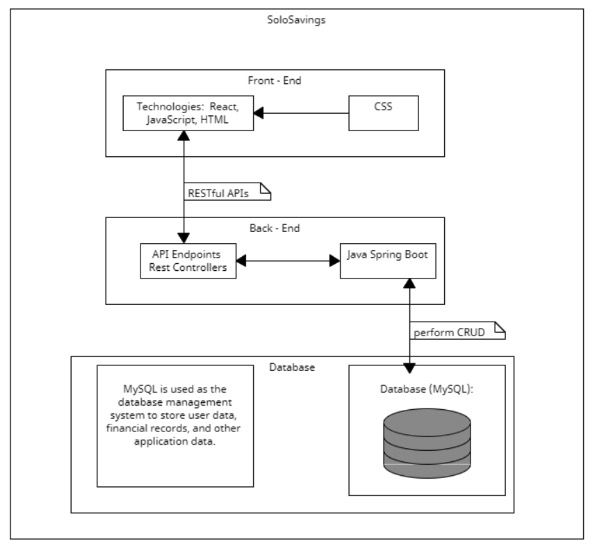 SoloSavings
Front - End
Technologies:  React,
JavaScript, HTML
CSS
RESTful APIs
Back - End
API Endpoints
Rest Controllers
Java Spring Boot
perform CRUD
Database
MySQL is used as the
database management
system to store user data,
financial records, and other
application data.
Database (MySQL):